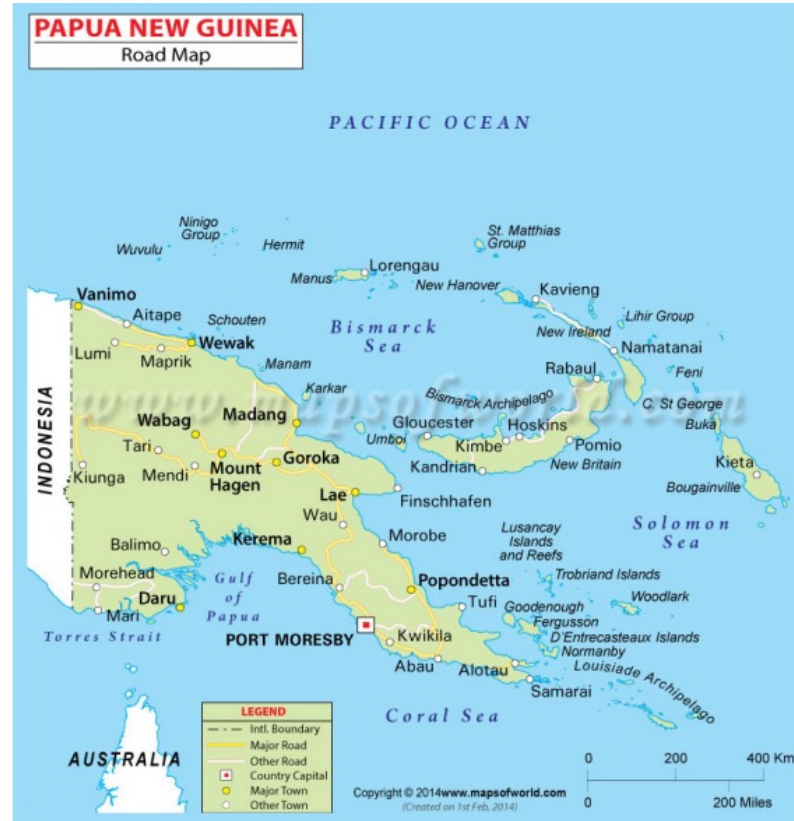 PAPUA NEW GUINEA
Road Map
PACIFIC OCEAN
Ninigo
Group
Wuvulu
Hermit
St. Matthias
Group
Manus
Lorengau
New Hanover
Kavieng
Vanimo
Aitape
Schouten
Bismarck
Sea
Lihir Group
New Ireland
Namatanai
Wewak
Lumi
Maprik
Manam
Rabaul
Feni
Karkar
www.mapsofworld.com
Bismarck Archipelago
C. St George
Buka
INDONESIA
Wabag
Madang
Umboi
Gloucester
Hoskins
Kimbe
Pomio
Tari
Mendi
Mount
Hagen
Goroka
Kandrian
New Britain
Kieta
Kiunga
Bougainville
Lae
Finschhafen
Wau
Lusancay
Islands
and Reefs
Solomon
Sea
Kerema
Morobe
Balimo
Morehead
Gulf
of
Papua
Bereina
Popondetta
Trobriand Islands
Woodlark
Daru
Mari
Tufi
Goodenough
Fergusson
Torres Strait
PORT MORESBY
Kwikila
D'Entrecasteaux Islands
Normanby
Abau
Alotau
Louisiade Archipelago
Samarai
Coral Sea
AUSTRALIA
LEGEND
Intl. Boundary
Major Road
Other Road
Country Capital
Major Town
Other Town
0 200 400 Km
0 200 Miles
Copyright © 2014www.mapsofworld.com
(Created on 1st Feb, 2014)